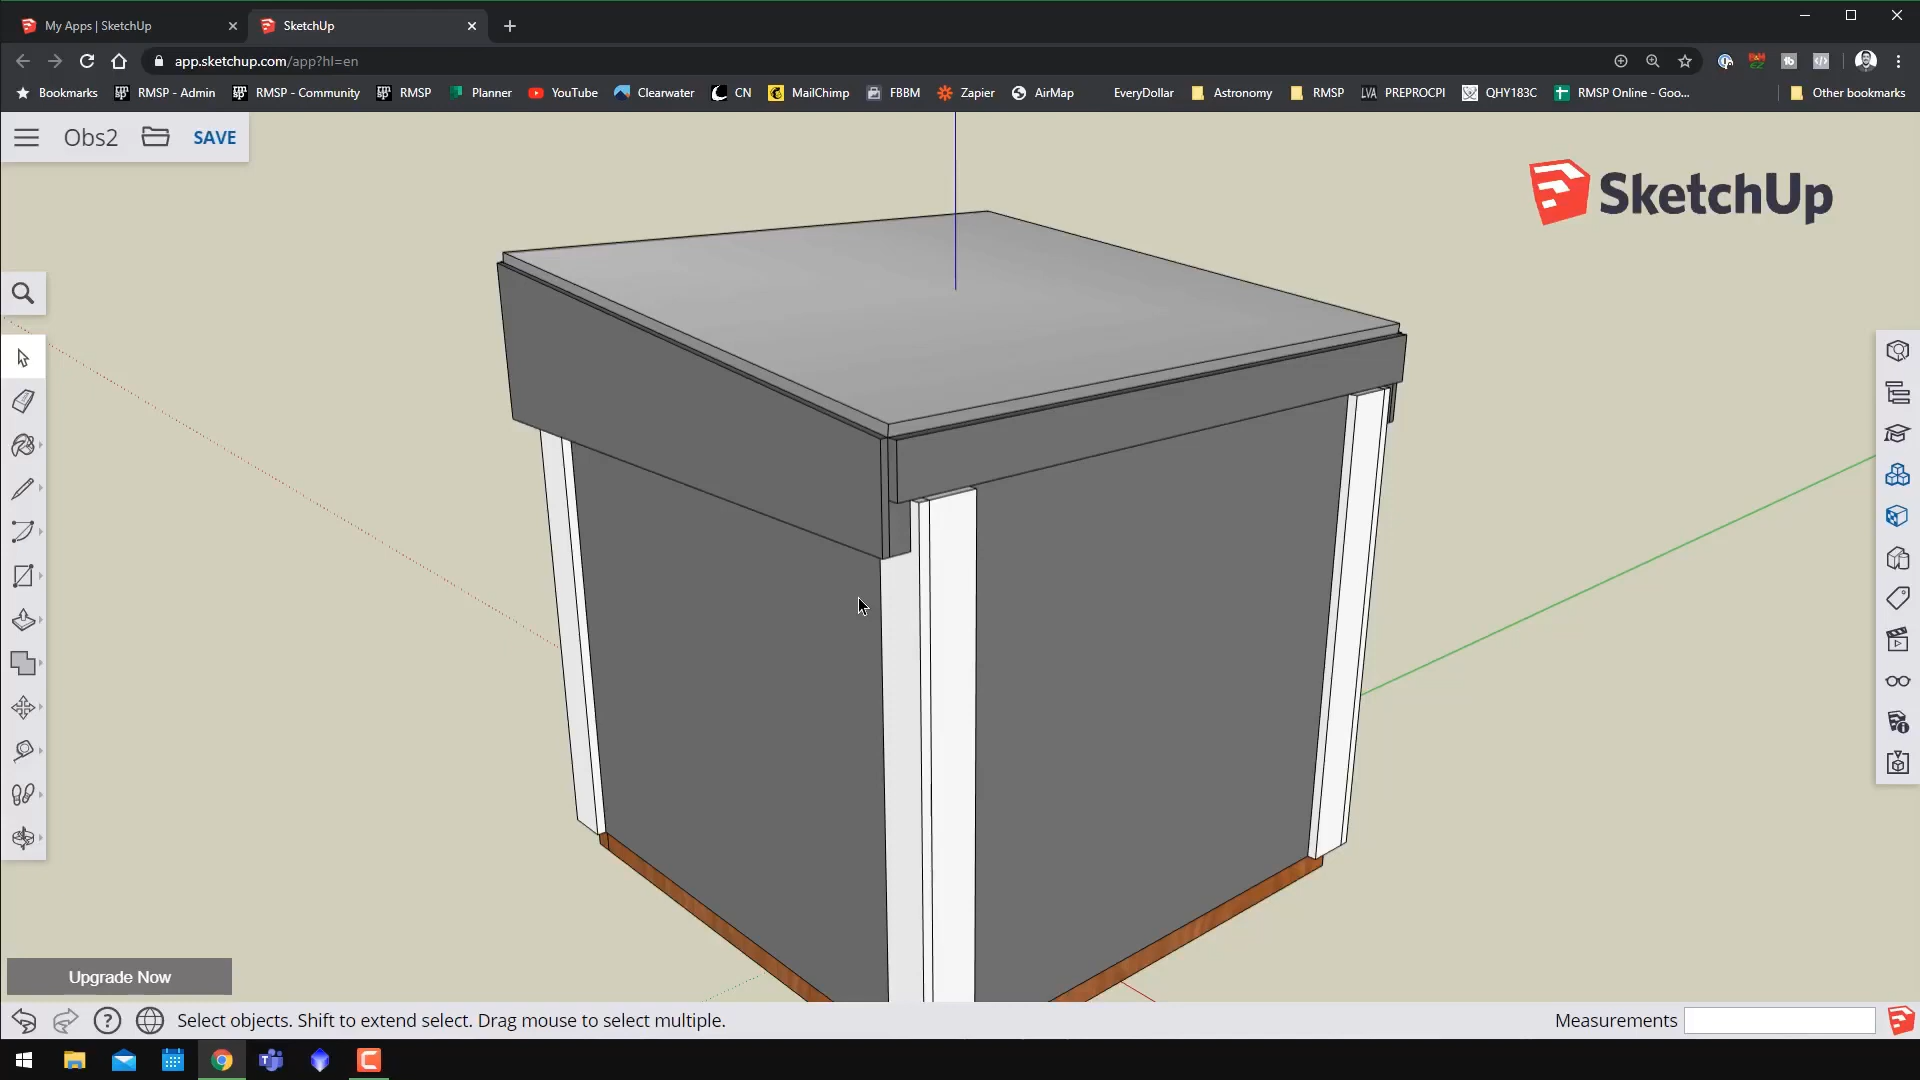 My Apps | SketchUp
SketchUp
app.sketchup.com/app?hl=en
Bookmarks
RMSP - Admin
RMSP - Community
RMSP
Planner
YouTube
Clearwater
CN
MailChimp
FBBM
Zapier
AirMap
EveryDollar
Astronomy
RMSP
LVA PREPROCPI
QHY183C
RMSP Online - Goo...
Other bookmarks
Obs2
SAVE
SketchUp
Upgrade Now
Select objects. Shift to extend select. Drag mouse to select multiple.
Measurements